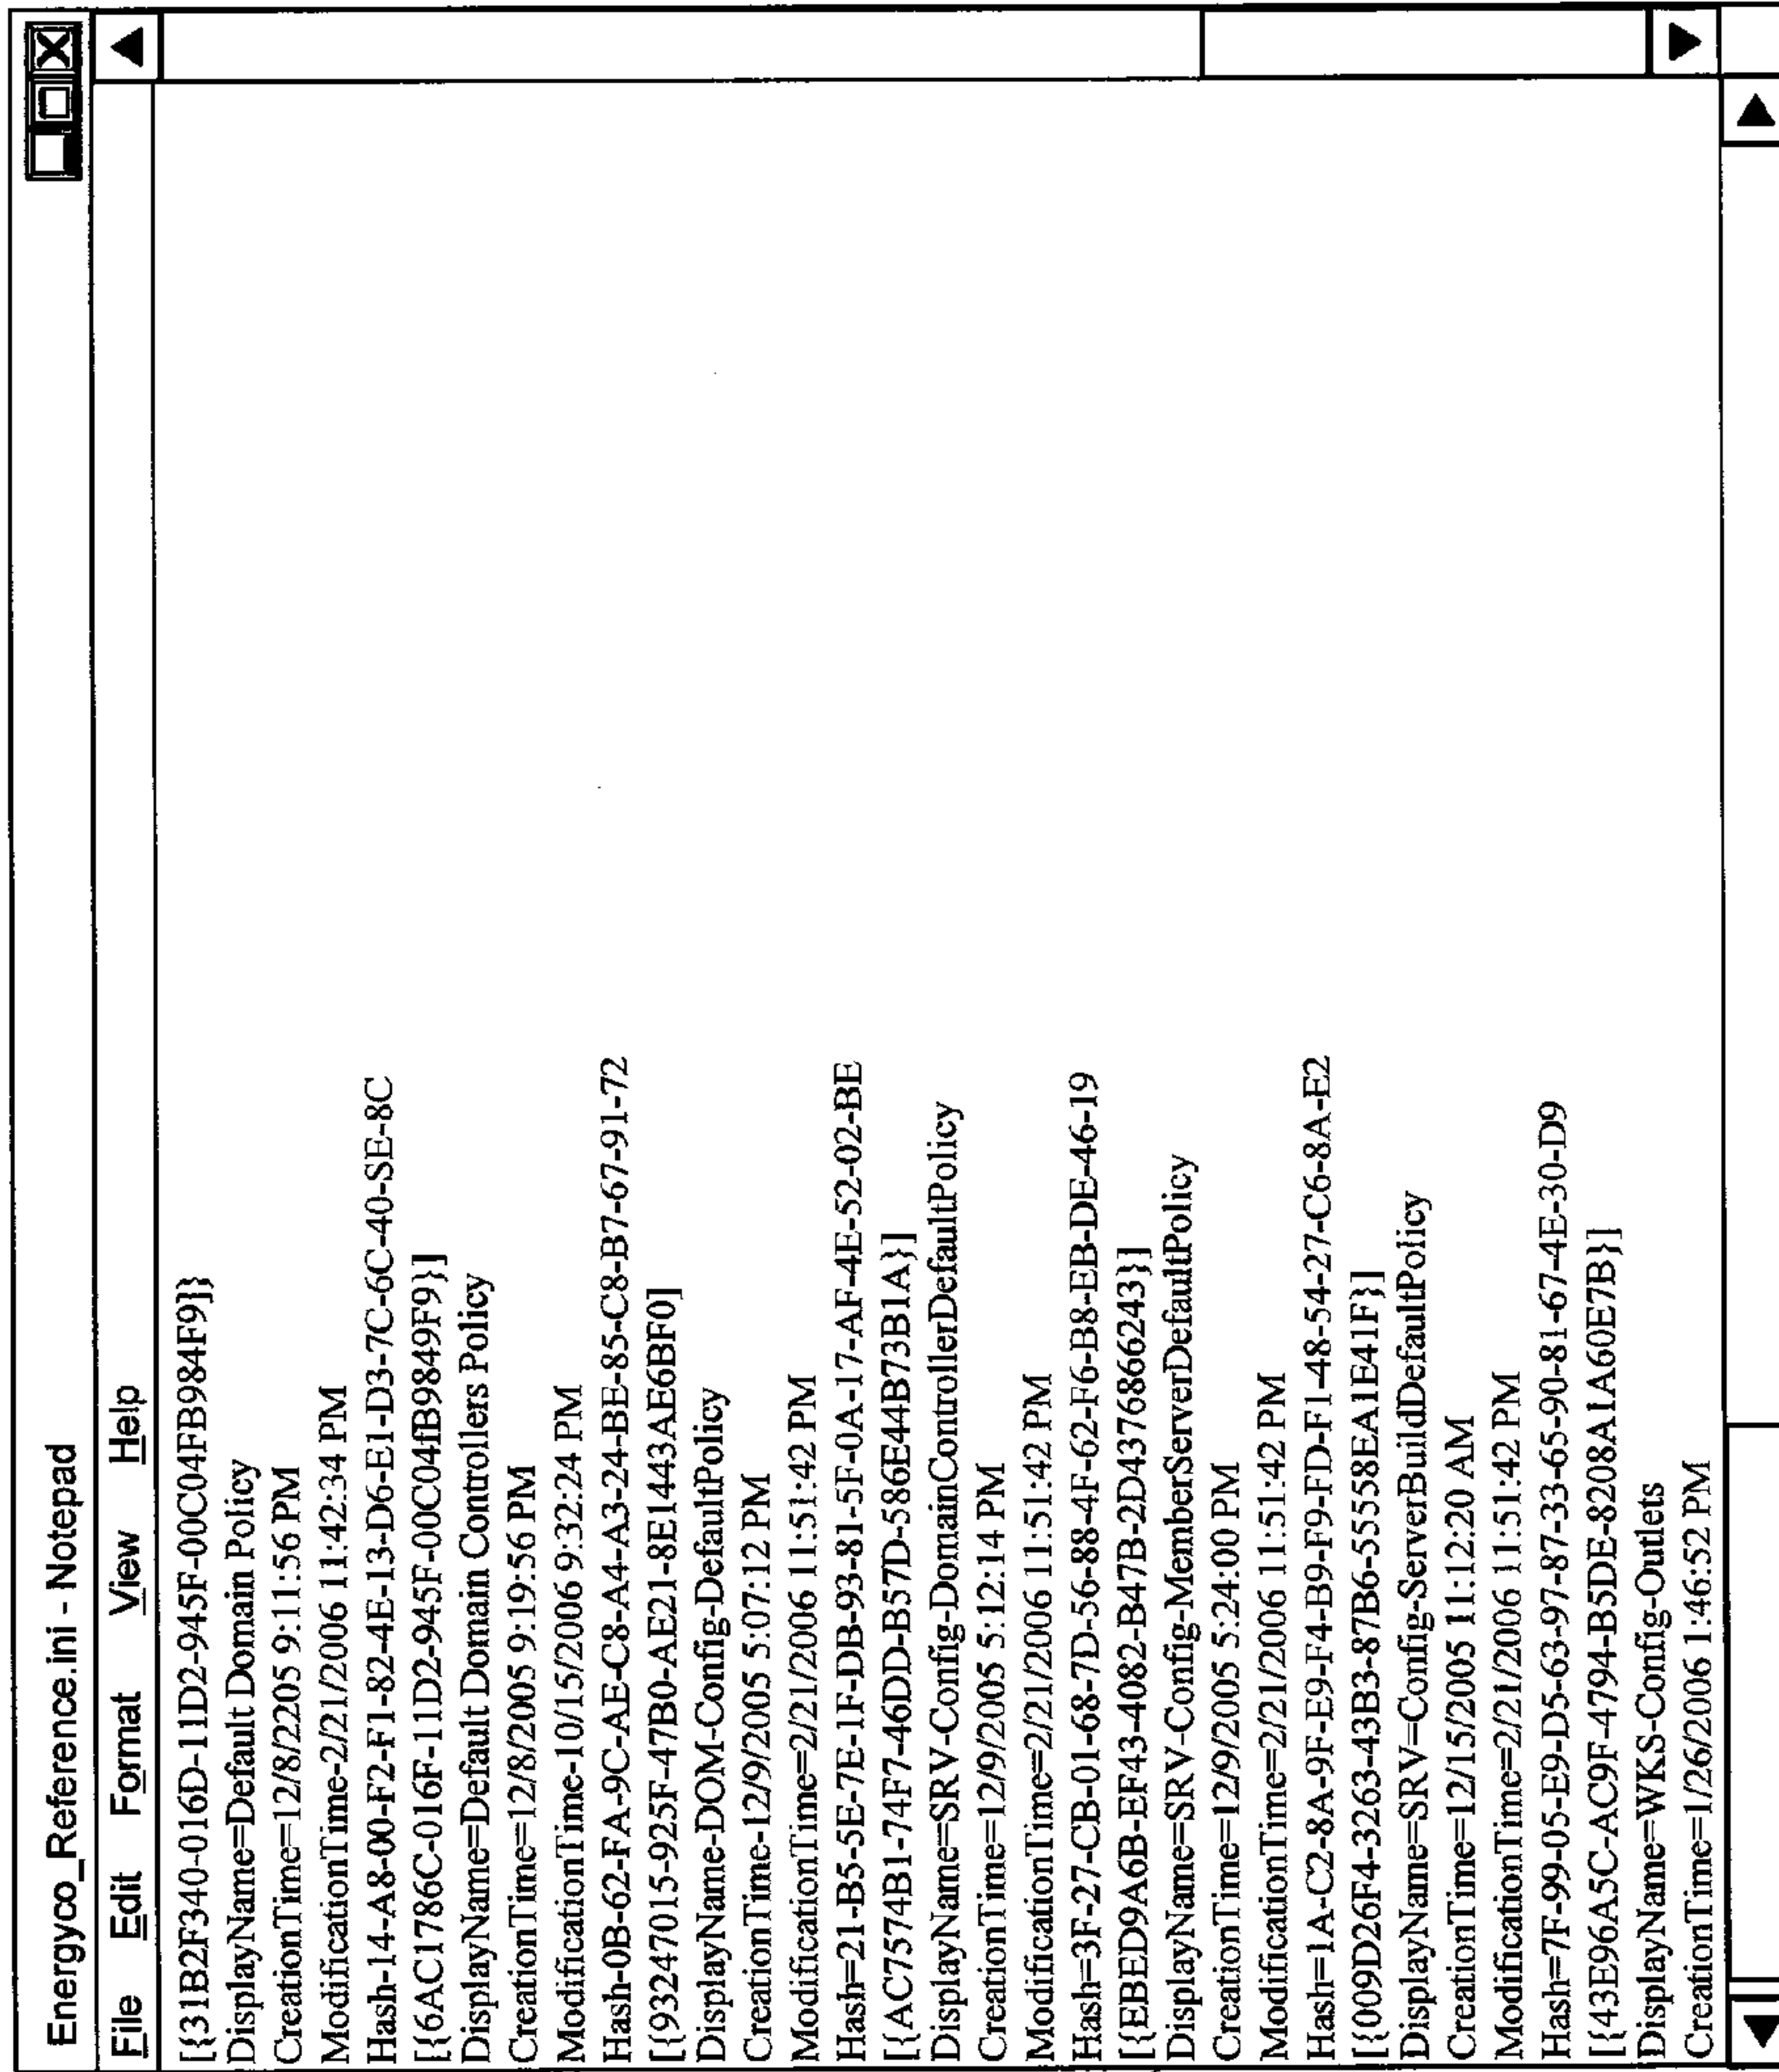 Energyco_Reference.ini - Notepad
File Edit Format View Help
[{31B2F340-016D-11D2-945F-00C04FB984F9]}
DisplayName=Default Domain Policy
CreationTime=12/8/2205 9:11:56 PM
ModificationTime-2/21/2006 11:42:34 PM
Hash-14-A8-00-F2-F1-82-4E-13-D6-E1-D3-7C-6C-40-SE-8C
[{6AC1786C-016F-11D2-945F-00C04fB9849F9}]
DisplayName=Default Domain Controllers Policy
CreationTime=12/8/2005 9:19:56 PM
ModificationTime-10/15/2006 9:32:24 PM
Hash-0B-62-FA-9C-AE-C8-A4-A3-24-BE-85-C8-B7-67-91-72
[{93247015-925F-47B0-AE21-8E1443AE6BF0]
DisplayName-DOM-Config-DefaultPolicy
CreationTime-12/9/2005 5:07:12 PM
ModificationTime=2/21/2006 11:51:42 PM
Hash=21-B5-5E-7E-1F-DB-93-81-5F-0A-17-AF-4E-52-02-BE
[{AC7574B1-74F7-46DD-B57D-586E44B73B1A}]
DisplayName=SRV-Config-DomainControllerDefaultPolicy
CreationTime=12/9/2005 5:12:14 PM
ModificationTime=2/21/2006 11:51:42 PM
Hash=3F-27-CB-01-68-7D-56-88-4F-62-F6-B8-EB-DE-46-19
[{EBED9A6B-EF43-4082-B47B-2D4376866243}]
DisplayName=SRV-Config-MemberServerDefaultPolicy
CreationTime=12/9/2005 5:24:00 PM
ModificationTime=2/21/2006 11:51:42 PM
Hash=1A-C2-8A-9F-E9-F4-B9-F9-FD-F1-48-54-27-C6-8A-E2
[{009D26F4-3263-43B3-87B6-55558EA1E41F}]
DisplayName=SRV=Config-ServerBuildDefaultPolicy
CreationTime=12/15/2005 11:12:20 AM
ModificationTime=2/21/2006 11:51:42 PM
Hash=7F-99-05-E9-D5-63-97-87-33-65-90-81-67-4E-30-D9
[{43E96A5C-AC9F-4794-B5DE-8208A1A60E7B}]
DisplayName=WKS-Config-Outlets
CreationTime=1/26/2006 1:46:52 PM